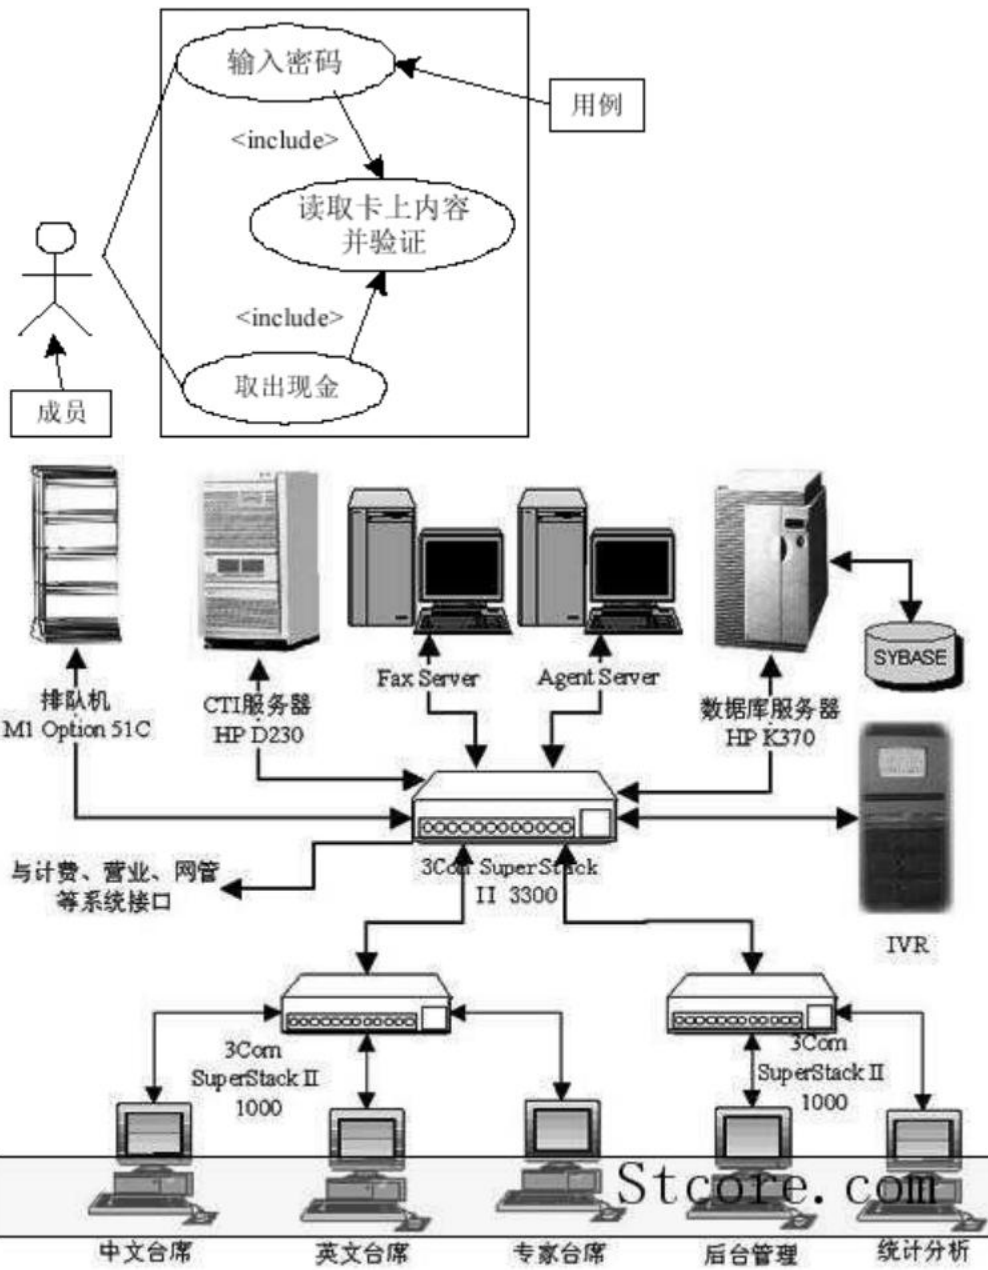 输入密码
用例
<include>
读取卡上内容
并验证
<include>
取出现金
成员
SYBASE
Fax Server
Agent Server
排队机
M1 Option 51C
CTI服务器
HP D230
数据库服务器
HP K370
3Com SuperStack
II 3300
与计费、营业、网管
等系统接口
IVR
3Com
SuperStack II
1000
3Com
SuperStack II
1000
Stcore. com
中文台席
英文台席
专家台席
后台管理
统计分析